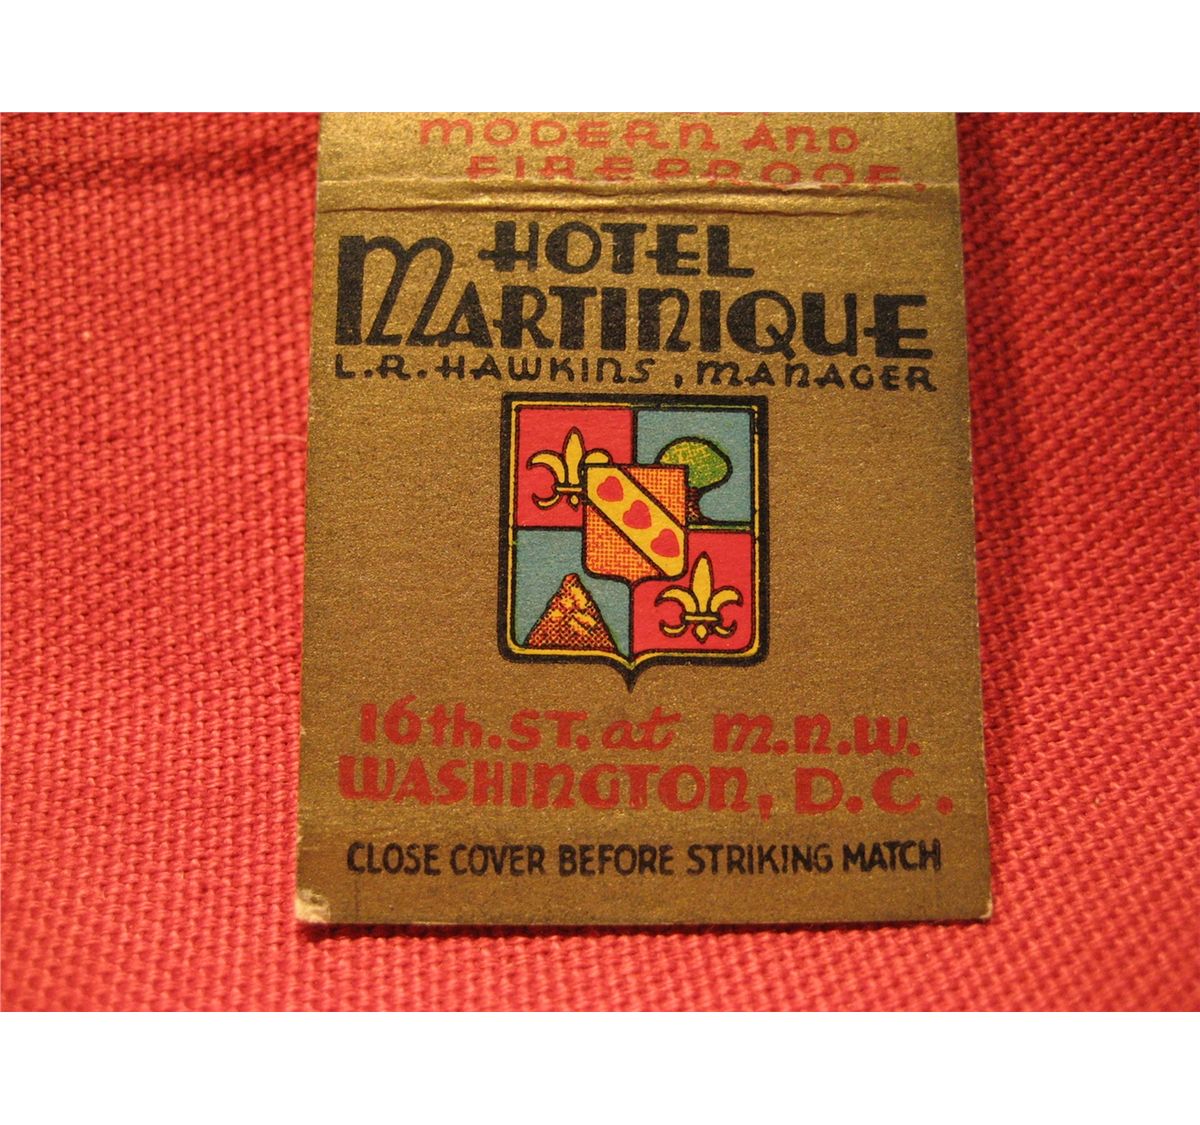 MODERN AND
FIREPROOF.
HOTEL
MARTINIQUE
L.R. HAWKINS, MANAGER
16th. ST. at M.N.W.
WASHINGTON, D.C.
CLOSE COVER BEFORE STRIKING MATCH